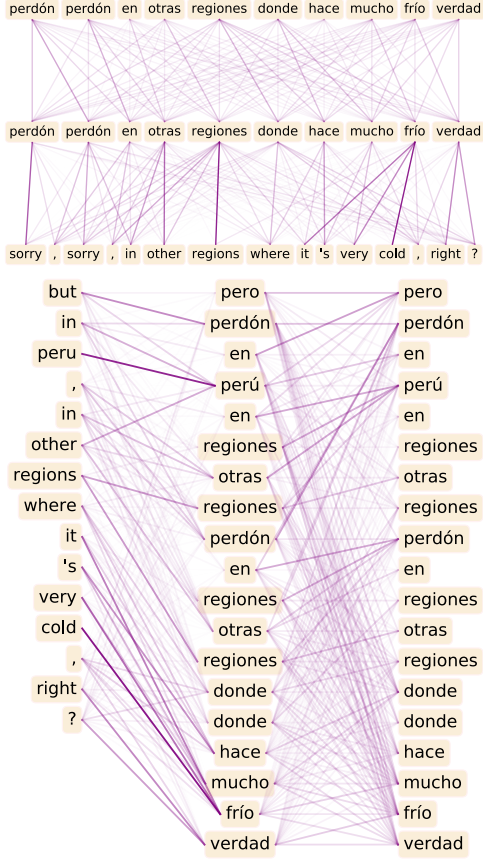 perdón perdón en otras regiones donde hace mucho frío verdad
perdón perdón en otras regiones donde hace mucho frío verdad
sorry , sorry , in other regions where it 's very cold , right ?
but
in
peru
,
in
other
regions
where
it
's
very
cold
,
right
?
pero
perdón
en
perú
en
regiones
otras
regiones
perdón
en
regiones
otras
regiones
donde
donde
hace
mucho
frío
verdad
pero
perdón
en
perú
en
regiones
otras
regiones
perdón
en
regiones
otras
regiones
donde
donde
hace
mucho
frío
verdad